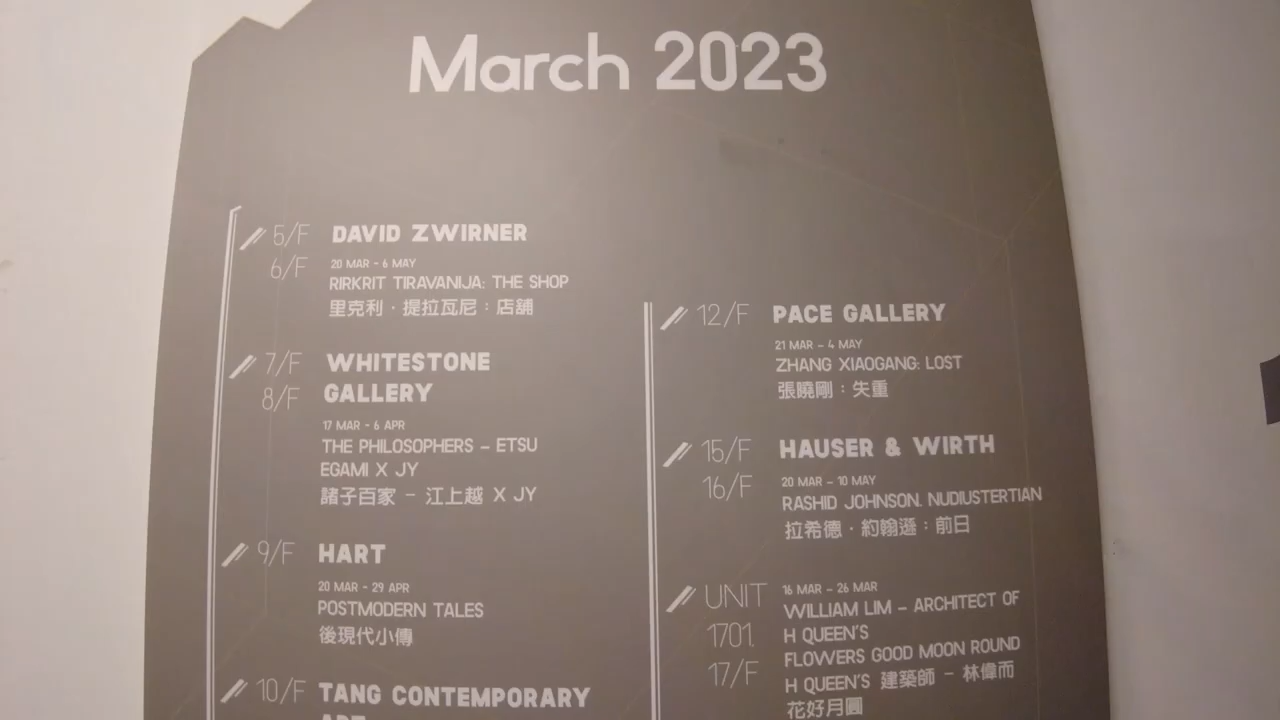 March 2023
5/F DAVID ZWIRNER
6/F
20 MAR - 6 MAY
RIRKRIT TIRAVANIJA: THE SHOP
里克利·提拉瓦尼：店舖
7/F WHITESTONE
8/F GALLERY
17 MAR - 6 APR
THE PHILOSOPHERS – ETSU
EGAMI X JY
諸子百家 – 江上越 X JY
9/F HART
20 MAR - 29 APR
POSTMODERN TALES
後現代小傳
10/F TANG CONTEMPORARY
ART
12/F PACE GALLERY
21 MAR – 4 MAY
ZHANG XIAOGANG: LOST
張曉剛：失重
15/F HAUSER & WIRTH
16/F
20 MAR – 10 MAY
RASHID JOHNSON. NUDIUSTERTIAN
拉希德·約翰遜：前日
UNIT
1701.
17/F
16 MAR – 26 MAR
WILLIAM LIM – ARCHITECT OF
H QUEEN'S
FLOWERS GOOD MOON ROUND
H QUEEN'S 建築師 – 林偉而
花好月圓